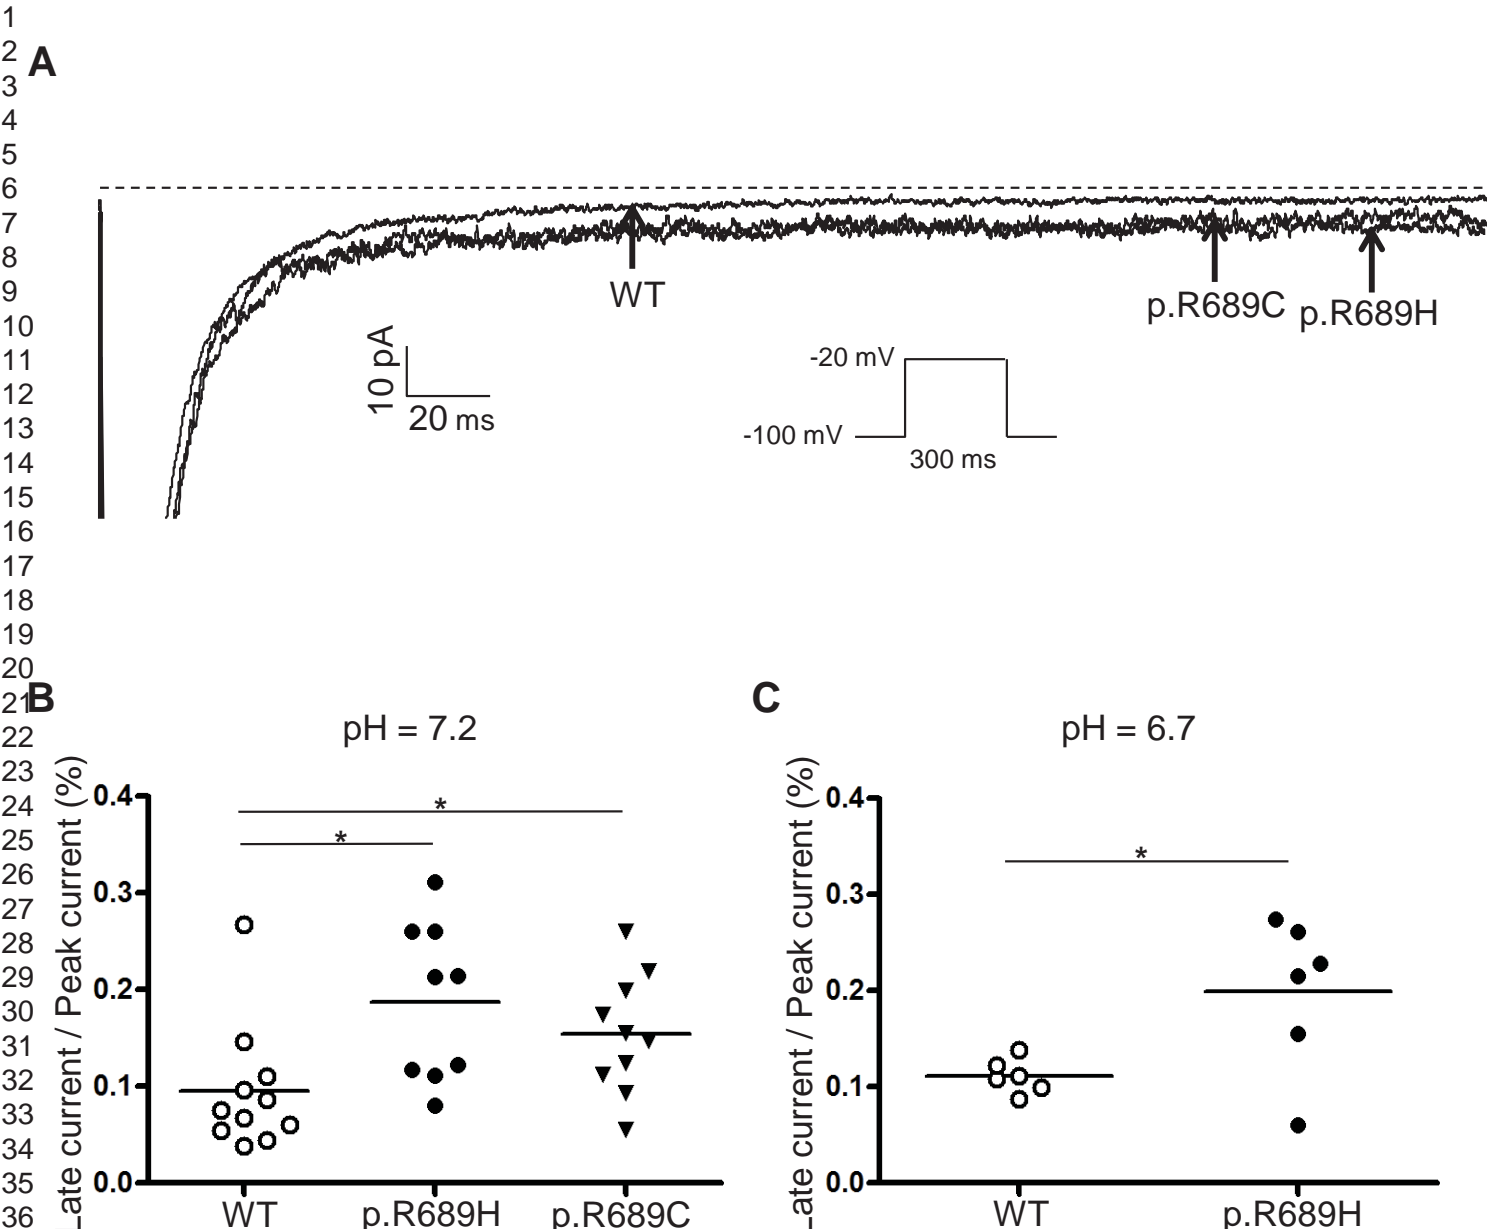 1
2
A
3
4
5
6
7
8
9
10
11
12
13
14
15
16
17
18
19
20
21
22
23
24
25
26
27
28
29
30
31
32
33
34
35
36
WT
p.R689C
p.R689H
10 pA
20 ms
-20 mV
-100 mV
300 ms
B
pH = 7.2
Late current / Peak current (%)
0.4
0.3
0.2
0.1
0.0
*
*
WT
p.R689H
p.R689C
C
pH = 6.7
Late current / Peak current (%)
0.4
0.3
0.2
0.1
0.0
*
WT
p.R689H